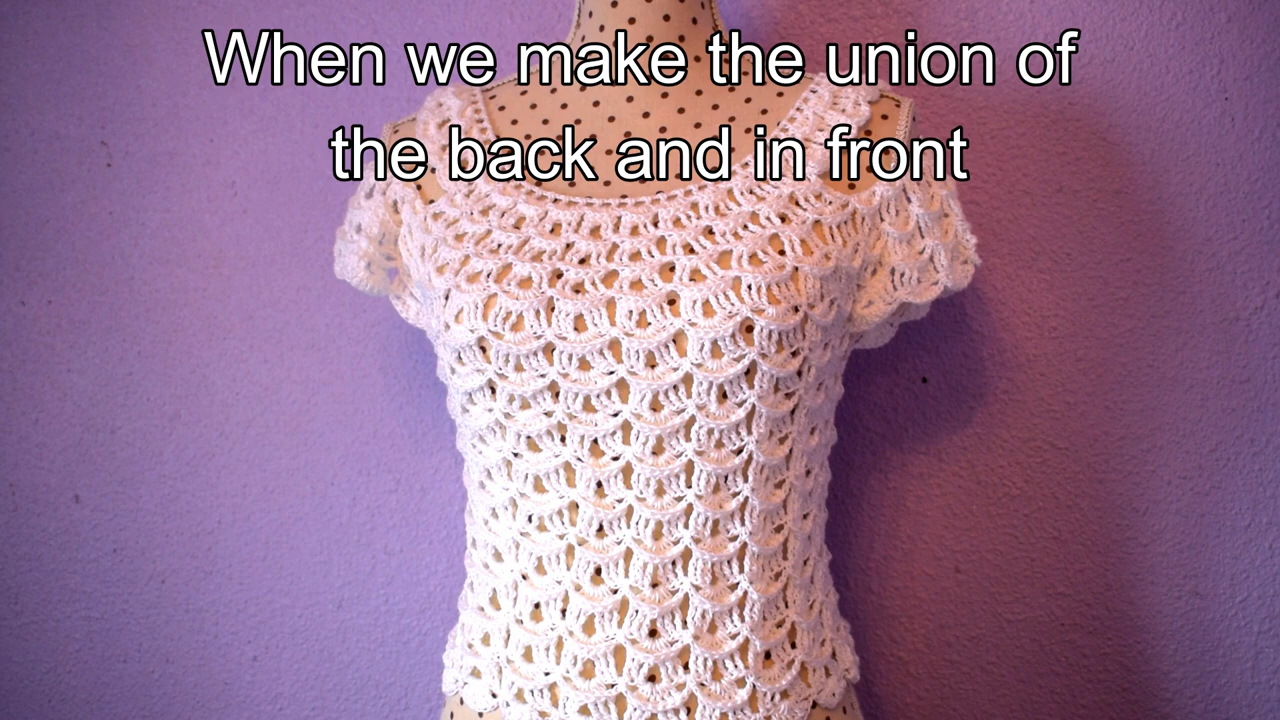 When we make the union of
the back and in front